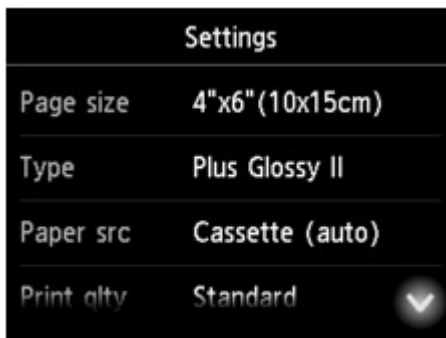 Settings
Page size 4"x6"(10x15cm)
Type Plus Glossy II
Paper src Cassette (auto)
Print qlty Standard